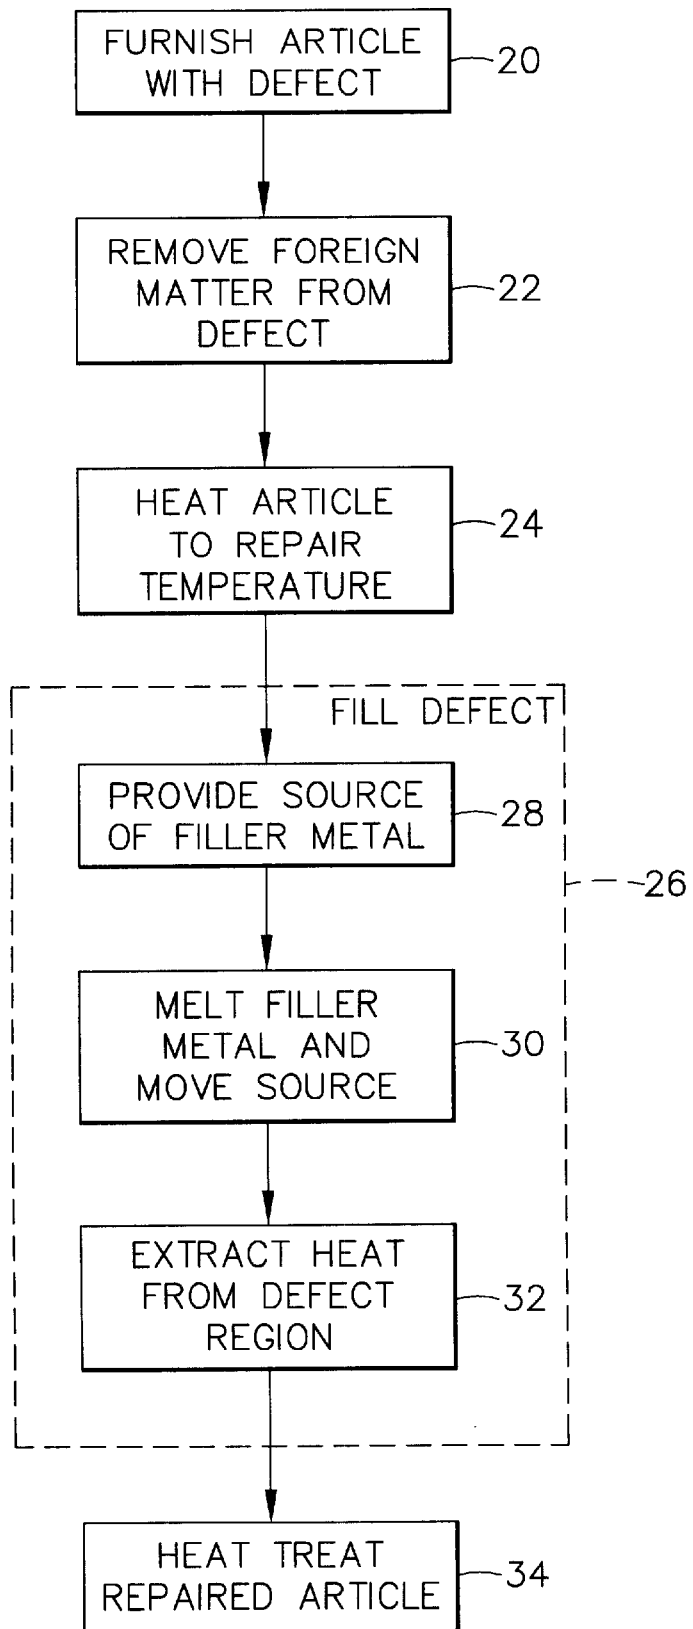 FURNISH ARTICLE
WITH DEFECT
20
REMOVE FOREIGN
MATTER FROM
DEFECT
22
HEAT ARTICLE
TO REPAIR
TEMPERATURE
24
FILL DEFECT
PROVIDE SOURCE
OF FILLER METAL
28
26
MELT FILLER
METAL AND
MOVE SOURCE
30
EXTRACT HEAT
FROM DEFECT
REGION
32
HEAT TREAT
REPAIRED ARTICLE
34